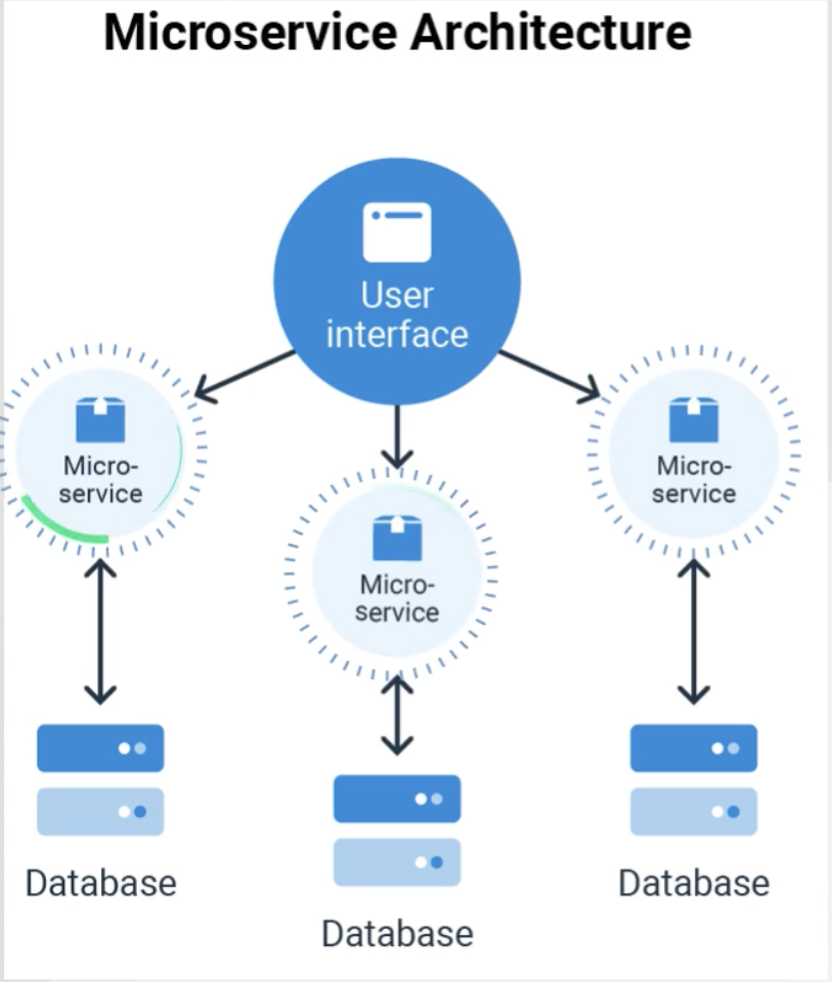 Microservice Architecture
User
interface
Micro-
service
Micro-
service
Micro-
service
Database
Database
Database